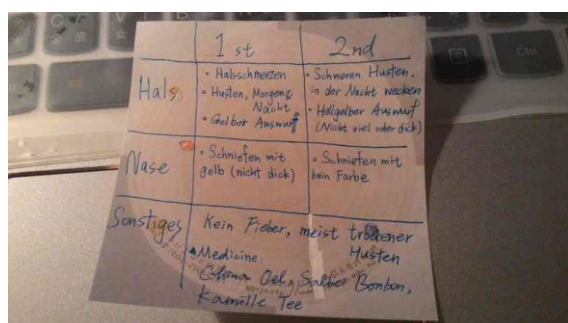 1st 2nd
Hals
• Halsschmerzen
• Husten, Morgens,
Nacht
• Gelber Auswurf
• Schweren Husten,
in der Nacht wecken
• Hellgelber Auswurf
(Nicht viel oder dick)
Nase
• Schniefen mit
gelb (nicht dick)
• Schniefen mit
kein Farbe
Sonstiges
Kein Fieber, meist trockener
Husten
Medicine:
China Oel, Salbei Bonbon,
Kamille Tee
Ctrl